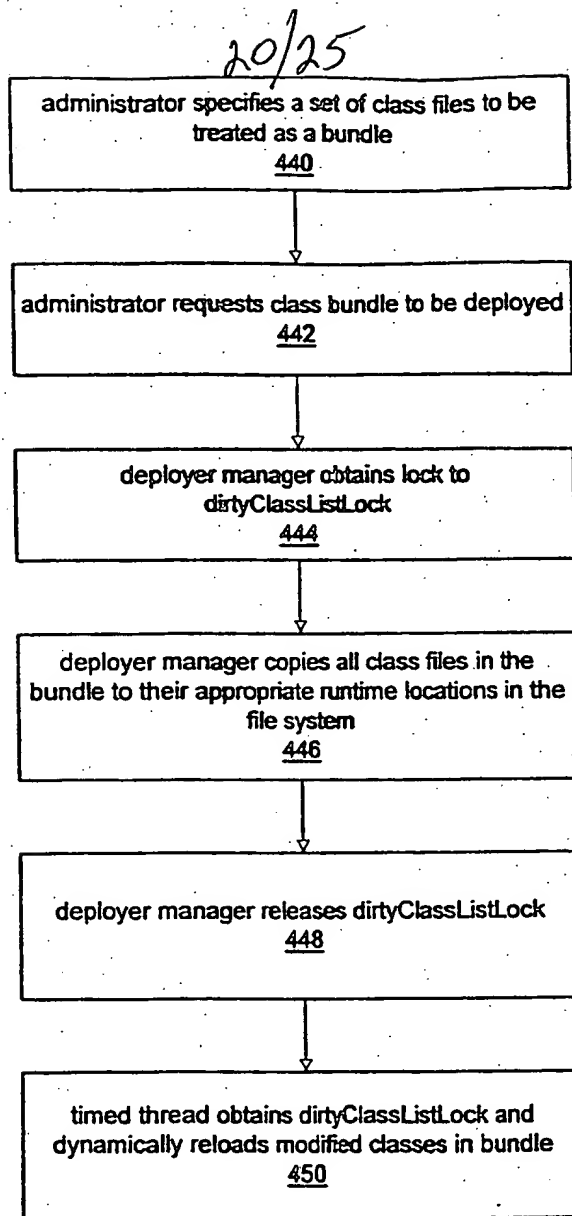 20/25
administrator specifies a set of class files to be
treated as a bundle
440
administrator requests class bundle to be deployed
442
deployer manager obtains lock to
dirtyClassListLock
444
deployer manager copies all class files in the
bundle to their appropriate runtime locations in the
file system
446
deployer manager releases dirtyClassListLock
448
timed thread obtains dirtyClassListLock and
dynamically reloads modified classes in bundle
450